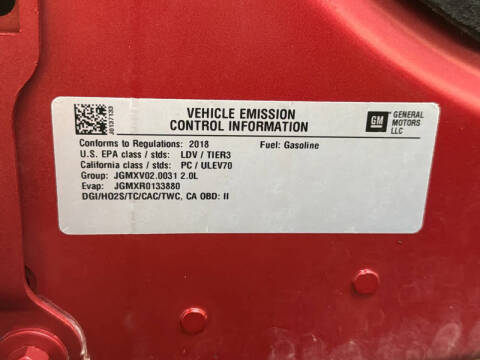 J6137133
VEHICLE EMISSION
CONTROL INFORMATION
GM
GENERAL
MOTORS
LLC
Conforms to Regulations: 2018 Fuel: Gasoline
U.S. EPA class / stds: LDV / TIER3
California class / stds: PC / ULEV70
Group: JGMXV02.0031 2.0L
Evap: JGMXR0133880
DGI/HO2S/TC/CAC/TWC, CA OBD: II